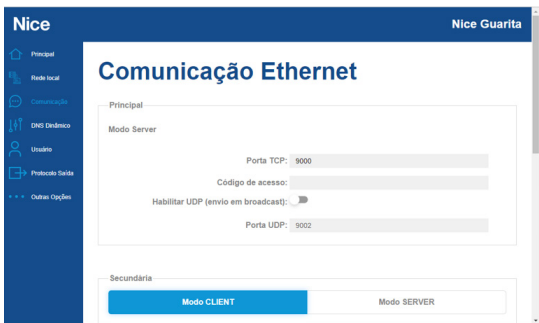 Nice
Nice Guarita
Principal
Rede local
Comunicação
DNS Dinâmico
Usuário
Protocolo Saída
Outras Opções
Comunicação Ethernet
Principal
Modo Server
Porta TCP: 9000
Código de acesso:
Habilitar UDP (envio em broadcast):
Porta UDP: 9002
Secundária
Modo CLIENT
Modo SERVER